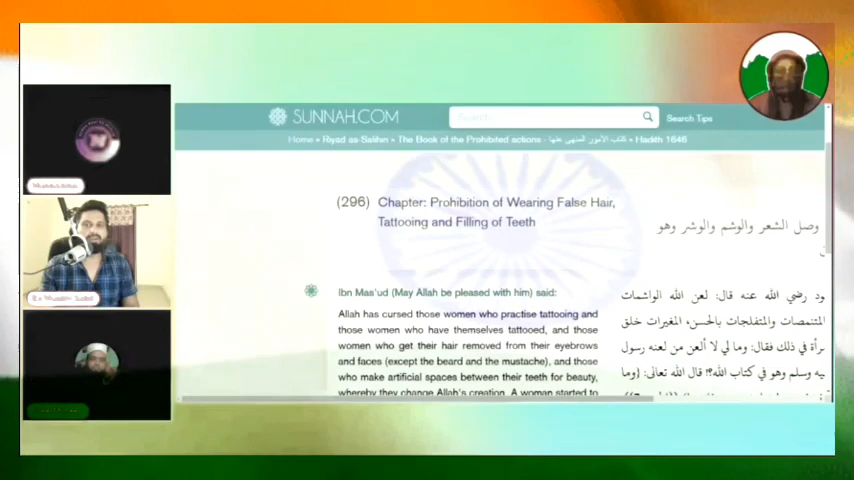 SUNNAH.COM
Search Tips
Home » Riyad as-Salihin » The Book of the Prohibited actions - كتاب الأمور المنهي عنها » Hadith 1646
(296) Chapter: Prohibition of Wearing False Hair,
Tattooing and Filling of Teeth
وصل الشعر والوشم والوشر وهو
Ibn Mas'ud (May Allah be pleased with him) said:
Allah has cursed those women who practise tattooing and
those women who have themselves tattooed, and those
women who get their hair removed from their eyebrows
and faces (except the beard and the mustache), and those
who make artificial spaces between their teeth for beauty,
whereby they change Allah's creation. A woman started to
ود رضي الله عنه قال: لعن الله الواشمات
المتنمصات والمتفلجات بالحسن، المغيرات خلق
رأة في ذلك فقال: وما لي لا ألعن من لعنه رسول
يه وسلم وهو في كتاب الله؟! قال الله تعالى: {وما